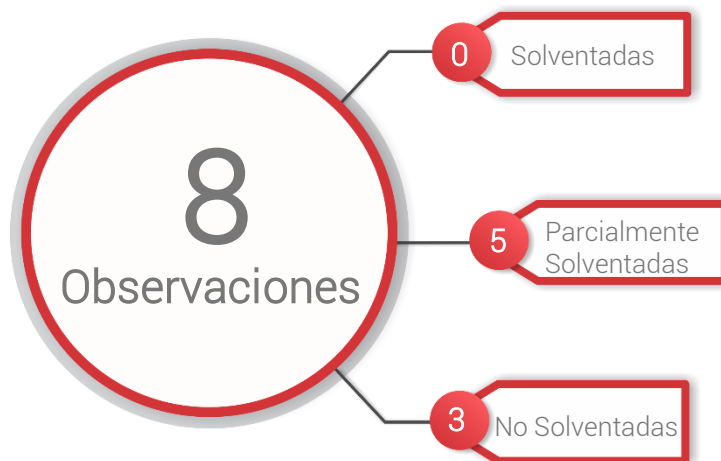 8
Observaciones
0
Solventadas
5
Parcialmente
Solventadas
3
No Solventadas